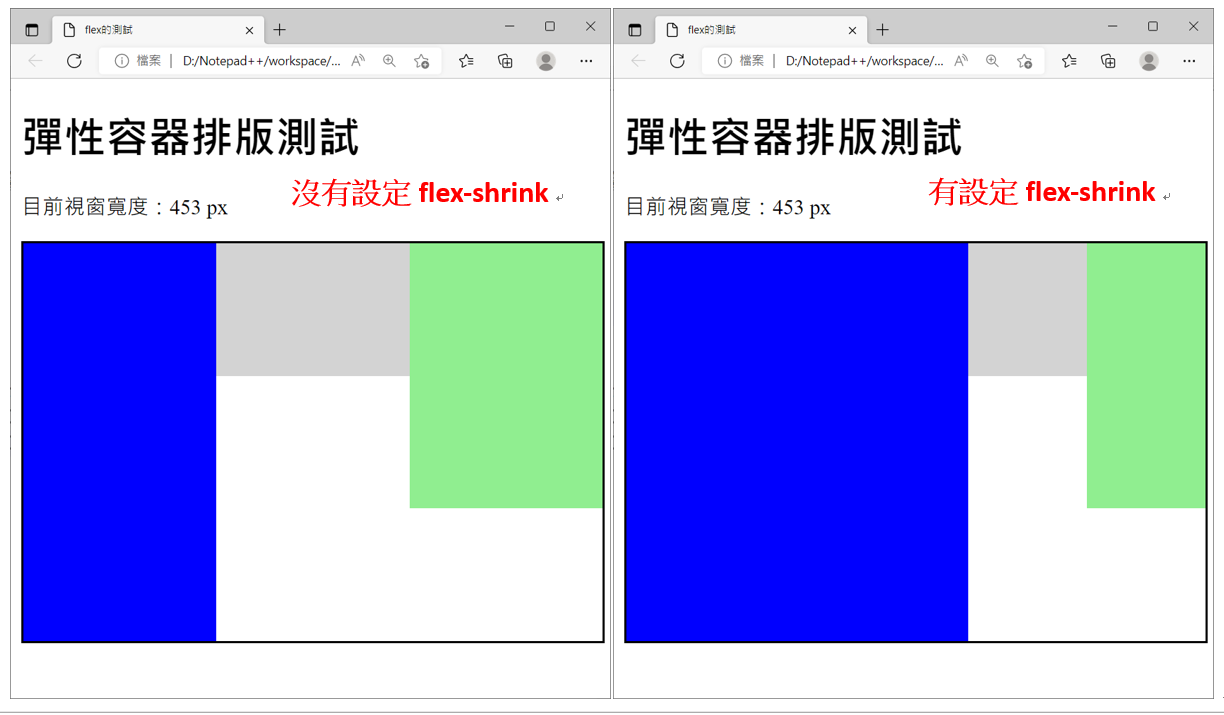 flex的測試
檔案 | D:/Notepad++/workspace/...
彈性容器排版測試
沒有設定 flex-shrink
目前視窗寬度：453 px
flex的測試
檔案 | D:/Notepad++/workspace/...
彈性容器排版測試
有設定 flex-shrink
目前視窗寬度：453 px